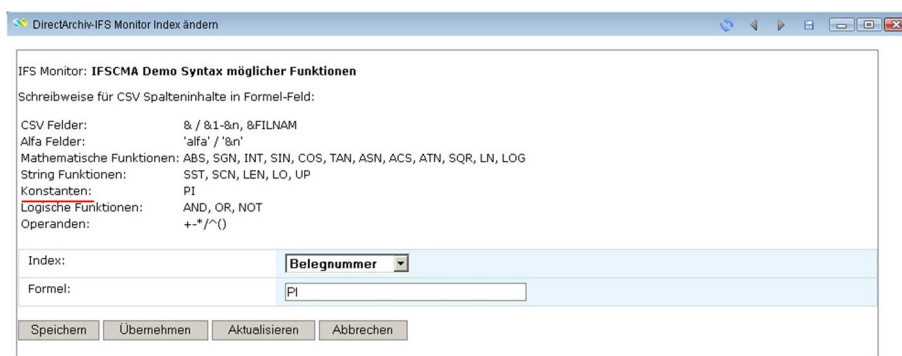 DirectArchiv-IFS Monitor Index ändern
IFS Monitor: IFSCMA Demo Syntax möglicher Funktionen
Schreibweise für CSV Spalteninhalte in Formel-Feld:
CSV Felder: & / &1-&n, &FILNAM
Alfa Felder: 'alfa' / '&n'
Mathematische Funktionen: ABS, SGN, INT, SIN, COS, TAN, ASN, ACS, ATN, SQR, LN, LOG
String Funktionen: SST, SCN, LEN, LO, UP
Konstanten: PI
Logische Funktionen: AND, OR, NOT
Operanden: +-*/^()
Index: Belegnummer
Formel: PI
Speichern Übernehmen Aktualisieren Abbrechen